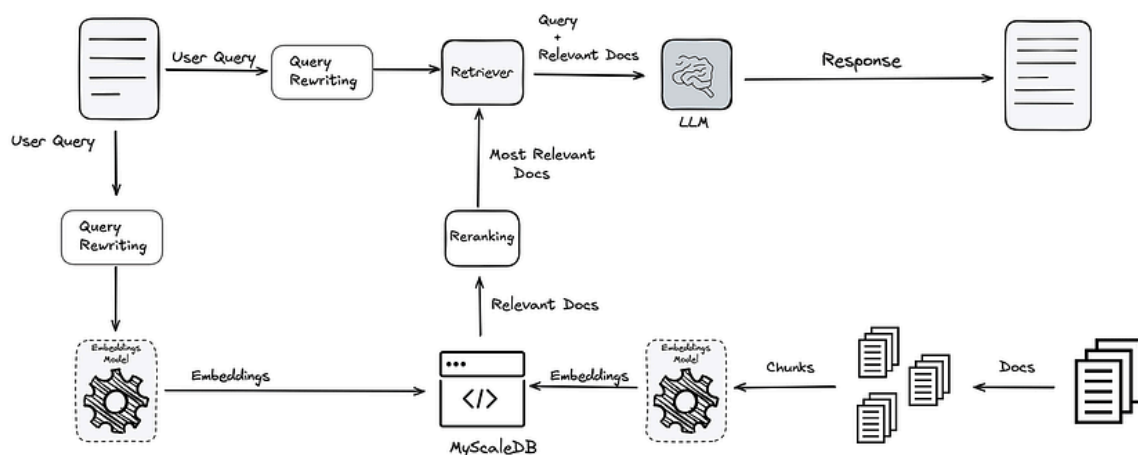 User Query
Query
Rewriting
Retriever
Query
+
Relevant Docs
LLM
Response
User Query
Most Relevant
Docs
Query
Rewriting
Reranking
Relevant Docs
Embeddings
Model
Embeddings
</>
MyScaleDB
Embeddings
Embeddings
Model
Chunks
Docs